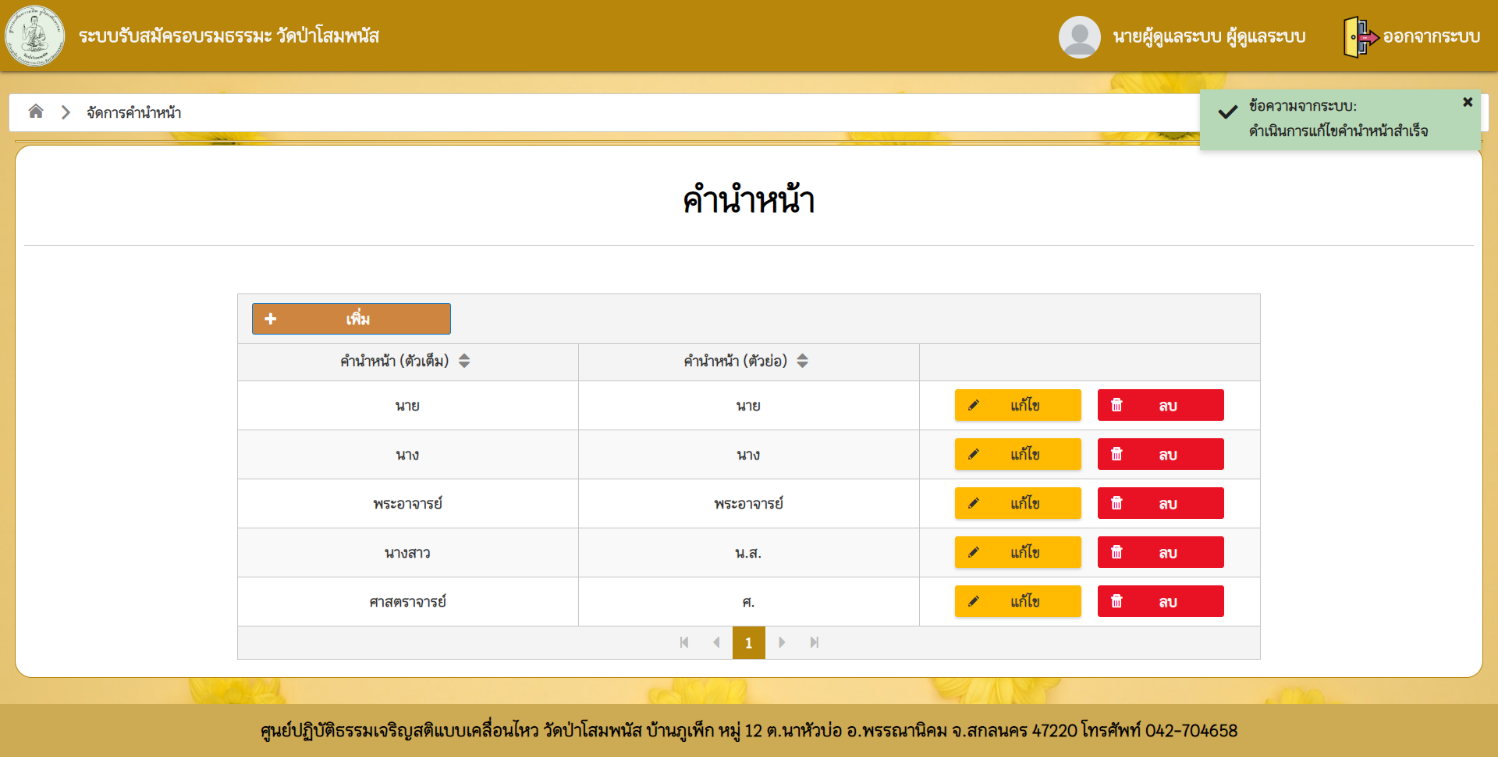 ระบบรับสมัครอบรมธรรมะ วัดป่าโสมพนัส
นายผู้ดูแลระบบ ผู้ดูแลระบบ
ออกจากระบบ
จัดการคำนำหน้า
ข้อความจากระบบ:
ดำเนินการแก้ไขคำนำหน้าสำเร็จ
คำนำหน้า
เพิ่ม
คำนำหน้า (ตัวเต็ม) คำนำหน้า (ตัวย่อ)
นาย นาย แก้ไข ลบ
นาง นาง แก้ไข ลบ
พระอาจารย์ พระอาจารย์ แก้ไข ลบ
นางสาว น.ส. แก้ไข ลบ
ศาสตราจารย์ ศ. แก้ไข ลบ
1
ศูนย์ปฏิบัติธรรมเจริญสติแบบเคลื่อนไหว วัดป่าโสมพนัส บ้านภูเพ็ก หมู่ 12 ต.นาหัวบ่อ อ.พรรณานิคม จ.สกลนคร 47220 โทรศัพท์ 042-704658